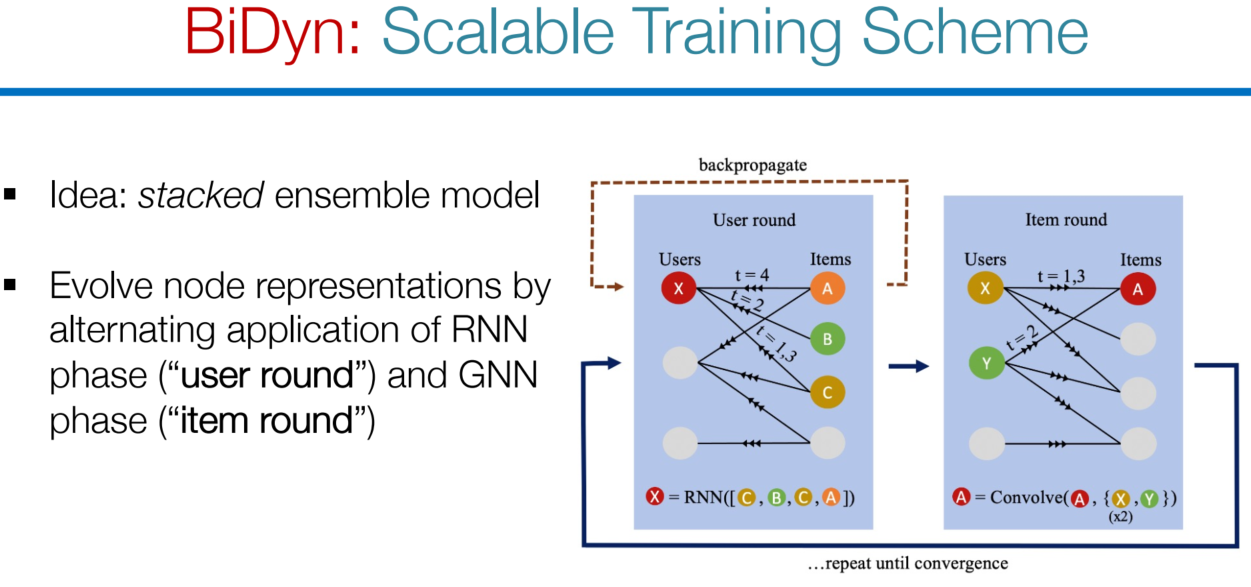 BiDyn: Scalable Training Scheme
▪ Idea: stacked ensemble model
▪ Evolve node representations by
alternating application of RNN
phase (“user round”) and GNN
phase (“item round”)
backpropagate
User round
Users Items
t = 4
X A
t = 2
B
t = 1,3
C
X = RNN([ C , B , C , A ])
Item round
Users Items
t = 1,3
X A
t = 2
Y
A = Convolve( A , { X , Y })
(x2)
...repeat until convergence